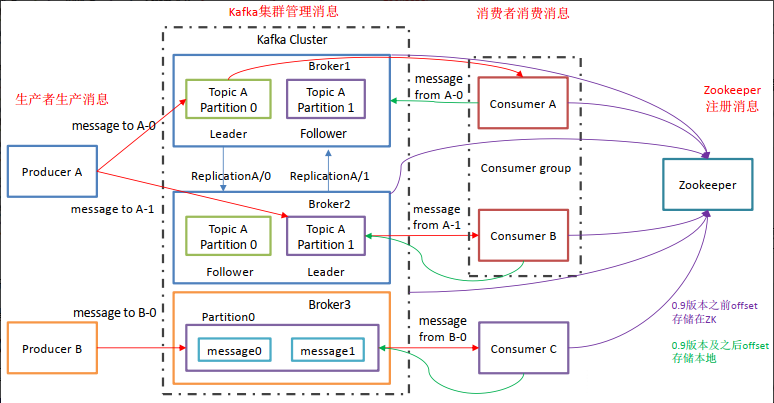 Kafka集群管理消息
消费者消费消息
Kafka Cluster
生产者生产消息
Zookeeper
注册消息
Broker1
Topic A
Partition 0
Topic A
Partition 1
Leader
Follower
message
from A-0
Consumer A
message to A-0
Producer A
ReplicationA/0
ReplicationA/1
Consumer group
Zookeeper
message to A-1
Broker2
Topic A
Partition 0
Topic A
Partition 1
Follower
Leader
message
from A-1
Consumer B
Broker3
Partition0
message0
message1
message to B-0
Producer B
message
from B-0
Consumer C
0.9版本之前offset
存储在ZK
0.9版本及之后offset
存储本地